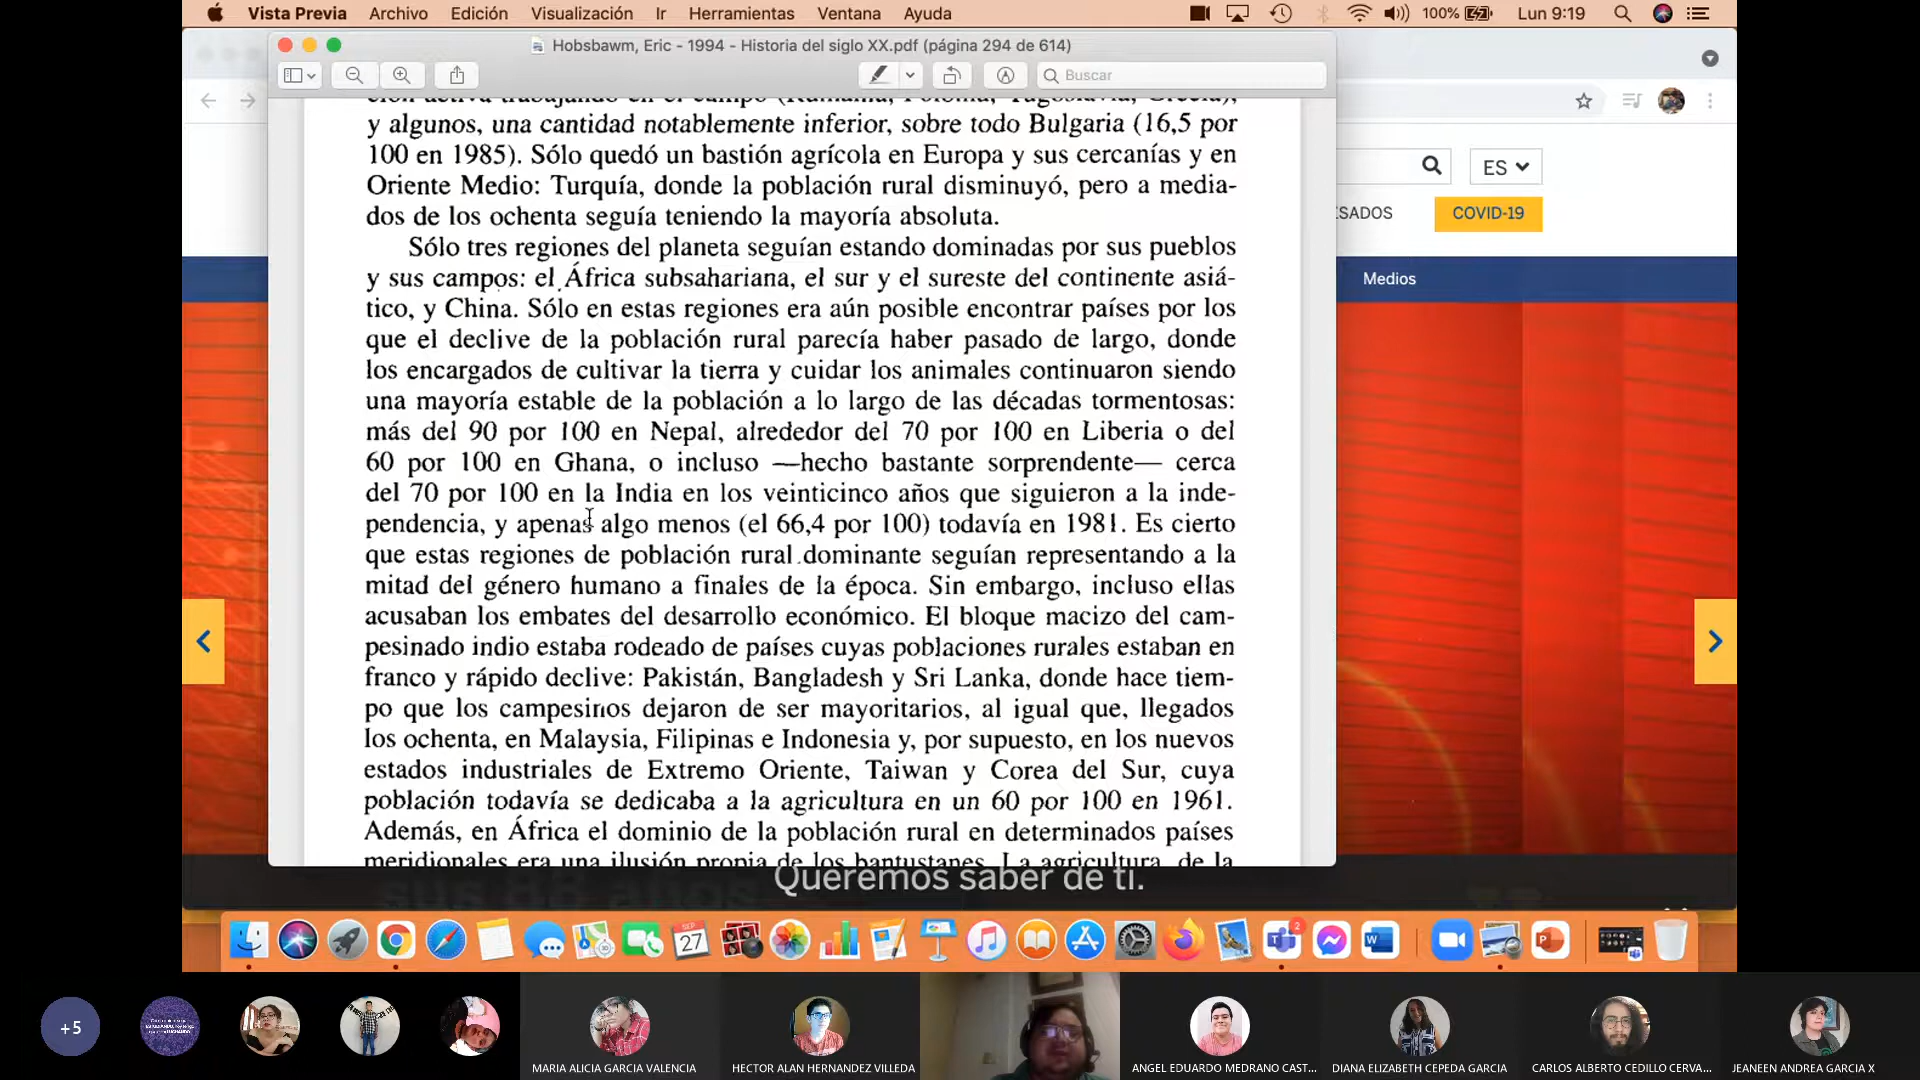 Vista Previa Archivo Edición Visualización Ir Herramientas Ventana Ayuda 100% Lun 9:19
Hobsbawm, Eric - 1994 - Historia del siglo XX.pdf (página 294 de 614)
Buscar
y algunos, una cantidad notablemente inferior, sobre todo Bulgaria (16,5 por
100 en 1985). Sólo quedó un bastión agrícola en Europa y sus cercanías y en
Oriente Medio: Turquía, donde la población rural disminuyó, pero a media-
dos de los ochenta seguía teniendo la mayoría absoluta.
Sólo tres regiones del planeta seguían estando dominadas por sus pueblos
y sus campos: el África subsahariana, el sur y el sureste del continente asiá-
tico, y China. Sólo en estas regiones era aún posible encontrar países por los
que el declive de la población rural parecía haber pasado de largo, donde
los encargados de cultivar la tierra y cuidar los animales continuaron siendo
una mayoría estable de la población a lo largo de las décadas tormentosas:
más del 90 por 100 en Nepal, alrededor del 70 por 100 en Liberia o del
60 por 100 en Ghana, o incluso —hecho bastante sorprendente— cerca
del 70 por 100 en la India en los veinticinco años que siguieron a la inde-
pendencia, y apenas algo menos (el 66,4 por 100) todavía en 1981. Es cierto
que estas regiones de población rural dominante seguían representando a la
mitad del género humano a finales de la época. Sin embargo, incluso ellas
acusaban los embates del desarrollo económico. El bloque macizo del cam-
pesinado indio estaba rodeado de países cuyas poblaciones rurales estaban en
franco y rápido declive: Pakistán, Bangladesh y Sri Lanka, donde hace tiem-
po que los campesinos dejaron de ser mayoritarios, al igual que, llegados
los ochenta, en Malaysia, Filipinas e Indonesia y, por supuesto, en los nuevos
estados industriales de Extremo Oriente, Taiwan y Corea del Sur, cuya
población todavía se dedicaba a la agricultura en un 60 por 100 en 1961.
Además, en África el dominio de la población rural en determinados países
meridionales era una ilusión propia de los bantustanes. La agricultura, de la
ES
ESADOS
COVID-19
Medios
Queremos saber de ti.
SEP
27
2
+5
MARIA ALICIA GARCIA VALENCIA
HECTOR ALAN HERNANDEZ VILLEDA
ANGEL EDUARDO MEDRANO CAST...
DIANA ELIZABETH CEPEDA GARCIA
CARLOS ALBERTO CEDILLO CERVA...
JEANEEN ANDREA GARCIA X